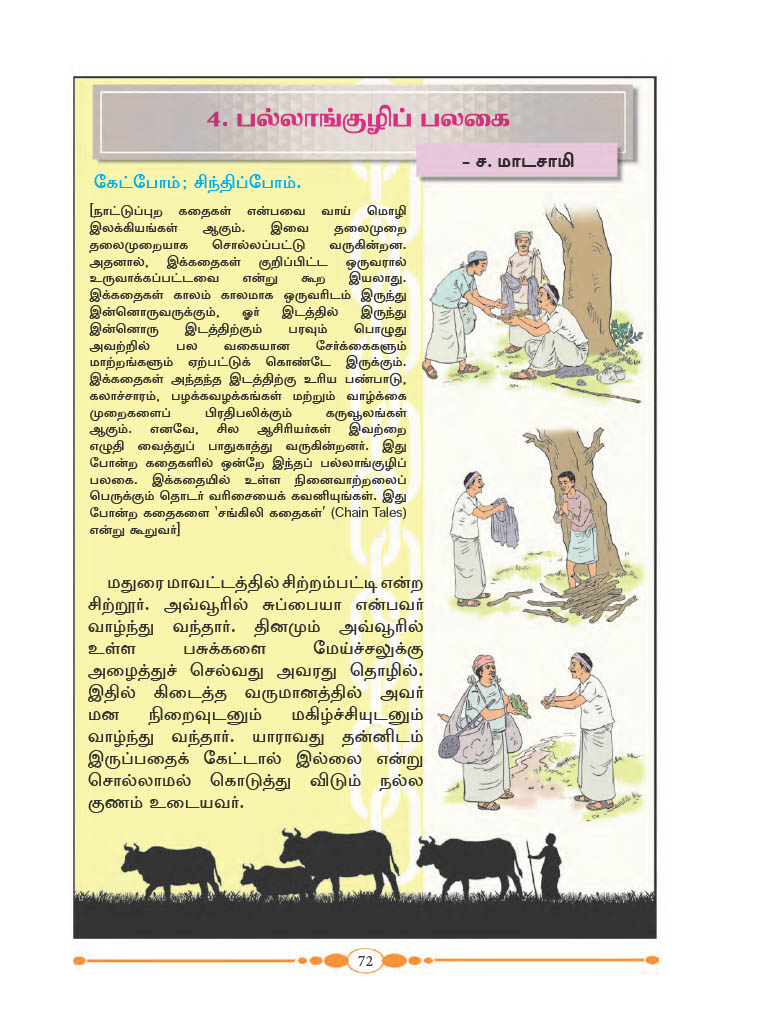 4. பல்லாங்குழிப் பலகை
- ச. மாடசாமி
கேட்போம்; சிந்திப்போம்.
[நாட்டுப்புற கதைகள் என்பவை வாய் மொழி
இலக்கியங்கள் ஆகும். இவை தலைமுறை
தலைமுறையாக சொல்லப்பட்டு வருகின்றன.
அதனால், இக்கதைகள் குறிப்பிட்ட ஒருவரால்
உருவாக்கப்பட்டவை என்று கூற இயலாது.
இக்கதைகள் காலம் காலமாக ஒருவரிடம் இருந்து
இன்னொருவருக்கும், ஓர் இடத்தில் இருந்து
இன்னொரு இடத்திற்கும் பரவும் பொழுது
அவற்றில் பல வகையான சேர்க்கைகளும்
மாற்றங்களும் ஏற்பட்டுக் கொண்டே இருக்கும்.
இக்கதைகள் அந்தந்த இடத்திற்கு உரிய பண்பாடு,
கலாச்சாரம், பழக்கவழக்கங்கள் மற்றும் வாழ்க்கை
முறைகளைப் பிரதிபலிக்கும் கருவூலங்கள்
ஆகும். எனவே, சில ஆசிரியர்கள் இவற்றை
எழுதி வைத்துப் பாதுகாத்து வருகின்றனர். இது
போன்ற கதைகளில் ஒன்றே இந்தப் பல்லாங்குழிப்
பலகை. இக்கதையில் உள்ள நினைவாற்றலைப்
பெருக்கும் தொடர் வரிசையைக் கவனியுங்கள். இது
போன்ற கதைகளை ‘சங்கிலி கதைகள்’ (Chain Tales)
என்று கூறுவர்]
மதுரை மாவட்டத்தில் சிற்றம்பட்டி என்ற
சிற்றூர். அவ்வூரில் சுப்பையா என்பவர்
வாழ்ந்து வந்தார். தினமும் அவ்வூரில்
உள்ள பசுக்களை மேய்ச்சலுக்கு
அழைத்துச் செல்வது அவரது தொழில்.
இதில் கிடைத்த வருமானத்தில் அவர்
மன நிறைவுடனும் மகிழ்ச்சியுடனும்
வாழ்ந்து வந்தார். யாராவது தன்னிடம்
இருப்பதைக் கேட்டால் இல்லை என்று
சொல்லாமல் கொடுத்து விடும் நல்ல
குணம் உடையவர்.
72